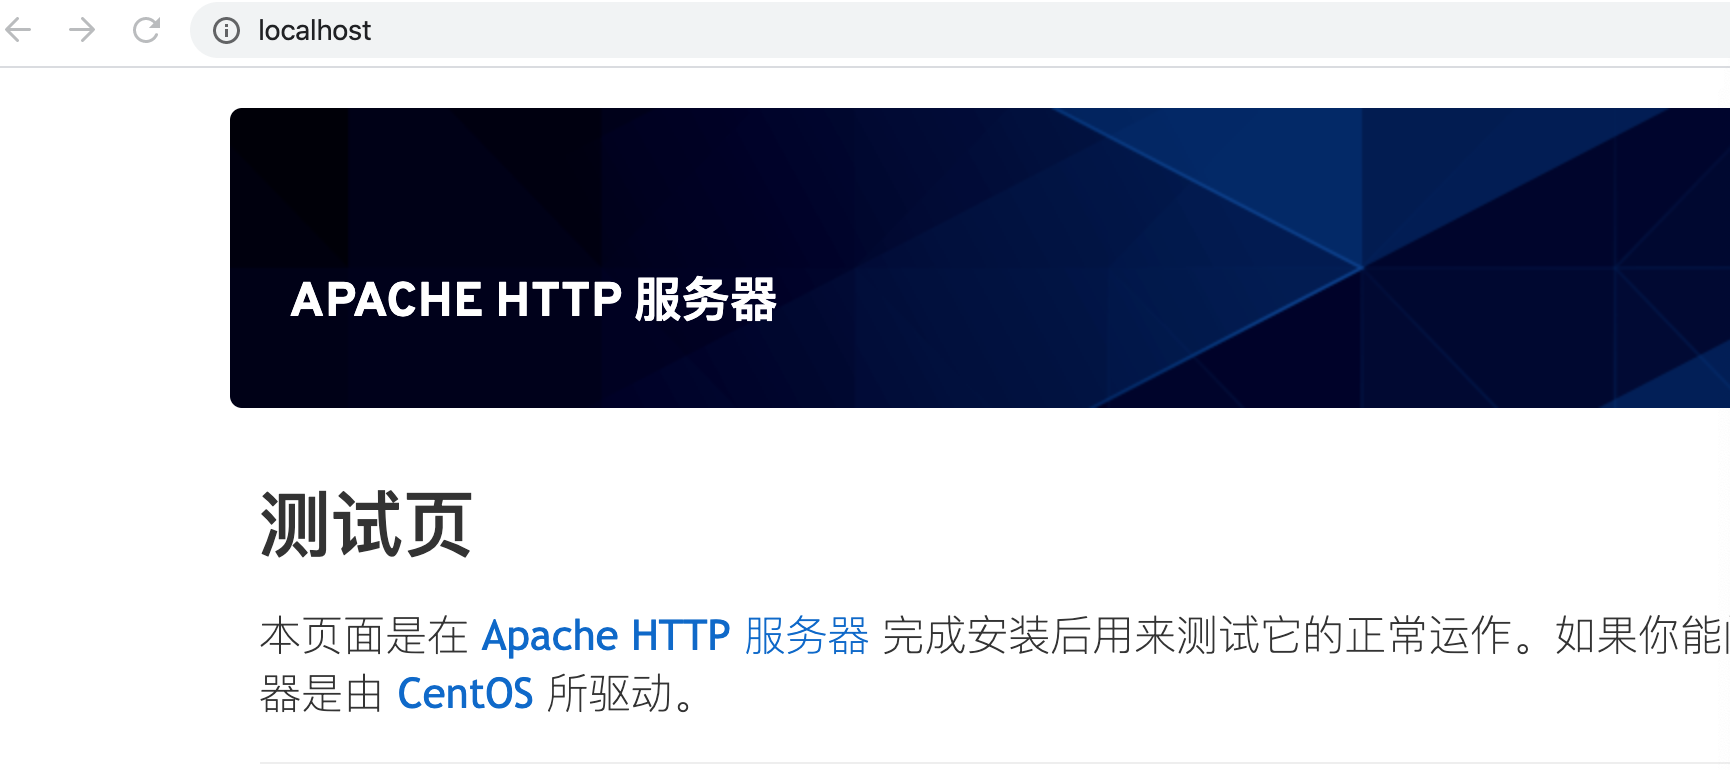 localhost
APACHE HTTP 服务器
测试页
本页面是在 Apache HTTP 服务器 完成安装后用来测试它的正常运作。如果你能
器是由 CentOS 所驱动。